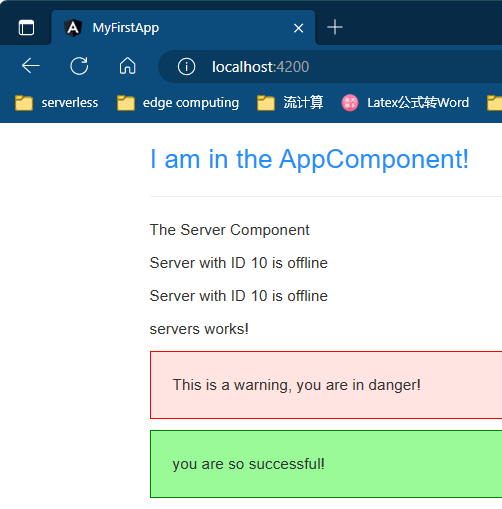 MyFirstApp
localhost:4200
serverless
edge computing
流计算
Latex公式转Word
I am in the AppComponent!
The Server Component
Server with ID 10 is offline
Server with ID 10 is offline
servers works!
This is a warning, you are in danger!
you are so successful!